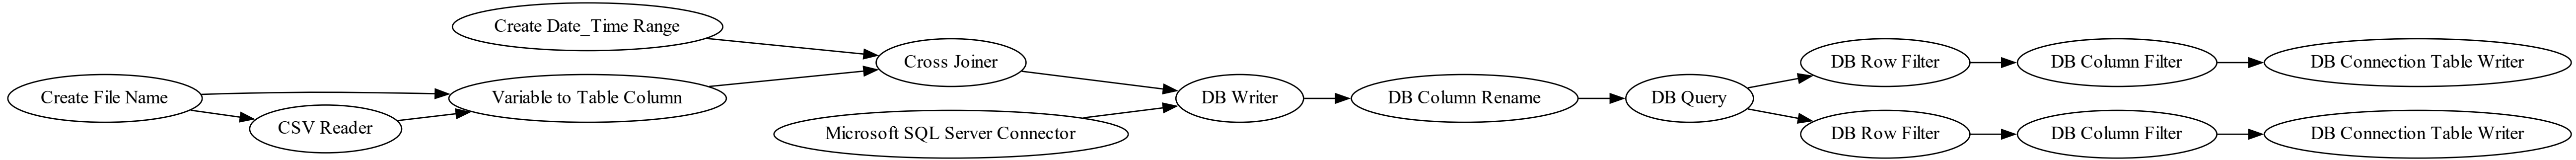 Create Date_Time Range
Create File Name
CSV Reader
Variable to Table Column
Cross Joiner
Microsoft SQL Server Connector
DB Writer
DB Column Rename
DB Query
DB Row Filter
DB Column Filter
DB Connection Table Writer
DB Row Filter
DB Column Filter
DB Connection Table Writer